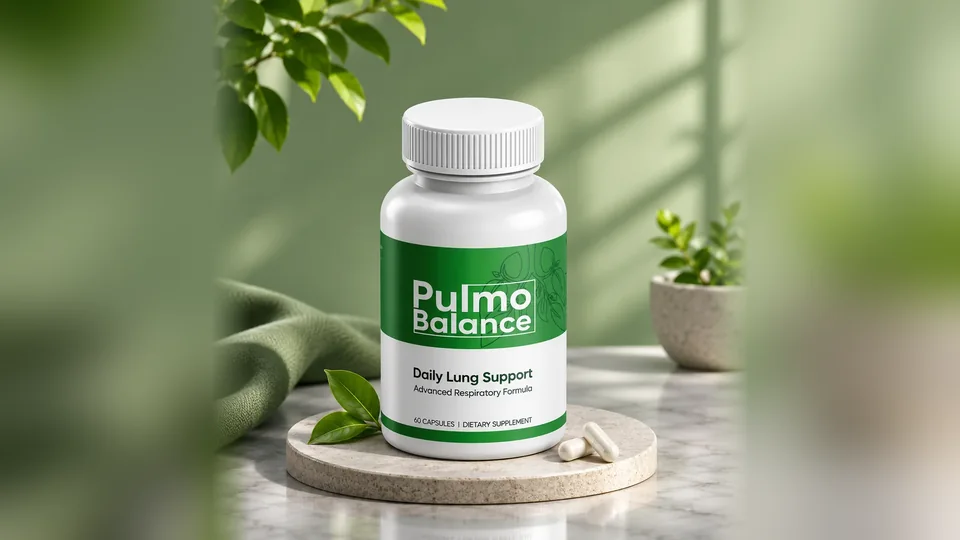 Pulmo
Balance
Daily Lung Support
Advanced Respiratory Formula
60 CAPSULES | DIETARY SUPPLEMENT